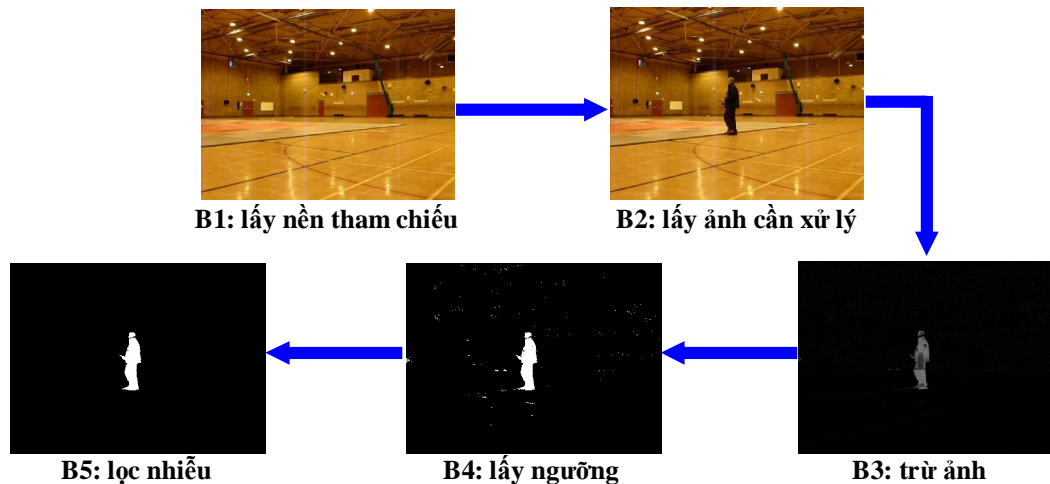 B1: lấy nền tham chiếu
B2: lấy ảnh cần xử lý
B3: trừ ảnh
B4: lấy ngưỡng
B5: lọc nhiễu